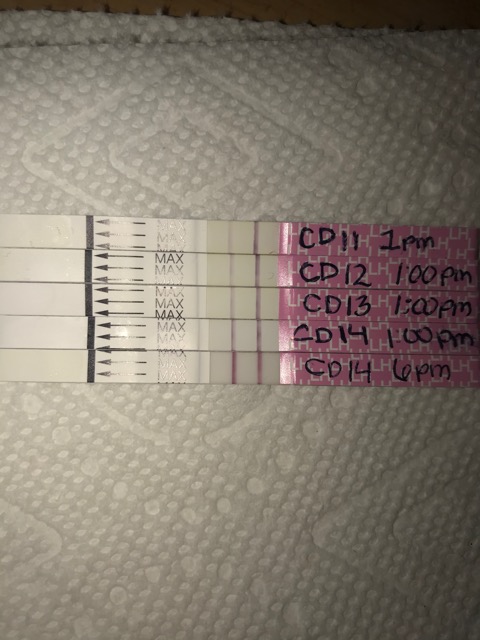 CD11 1pm
MAX CD12 1:00pm
MAX CD13 1:00pm
MAX
MAX CD14 1:00pm
MAX CD14 6pm